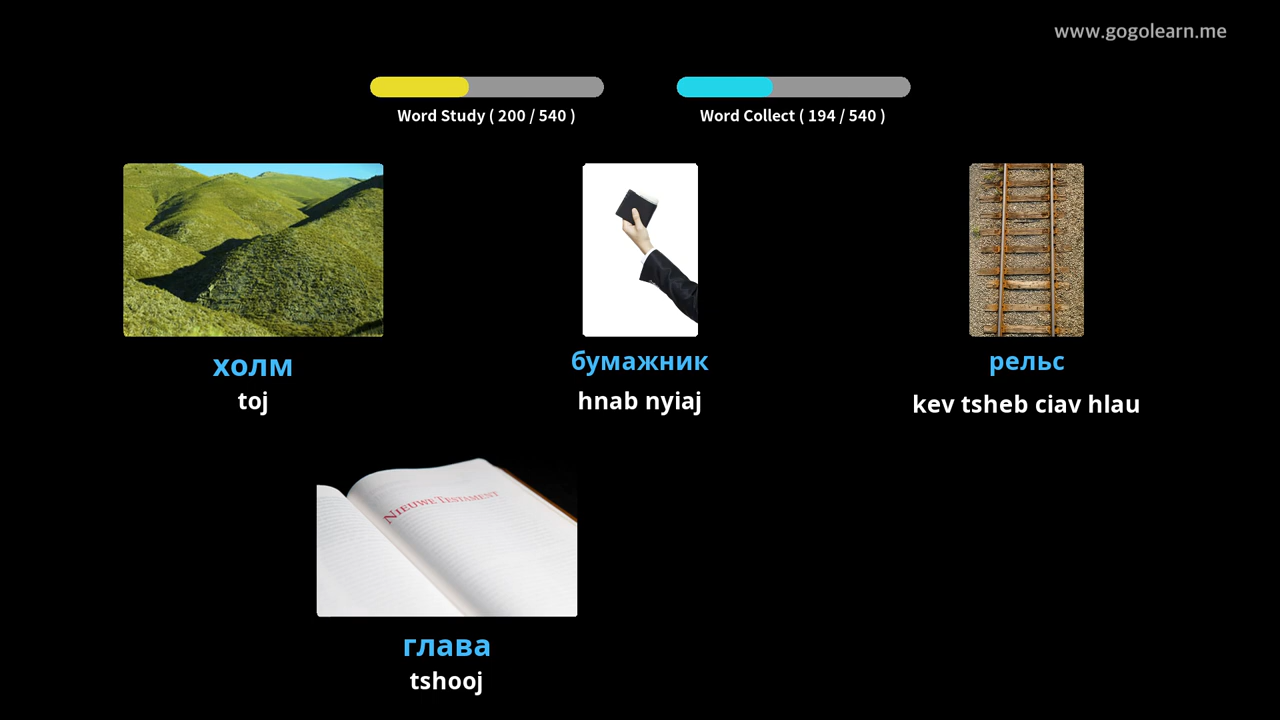 www.gogolearn.me
Word Study ( 200 / 540 )
Word Collect ( 194 / 540 )
холм
toj
бумажник
hnab nyiaj
рельс
kev tsheb ciav hlau
NIEUWE TESTAMENT
глава
tshooj